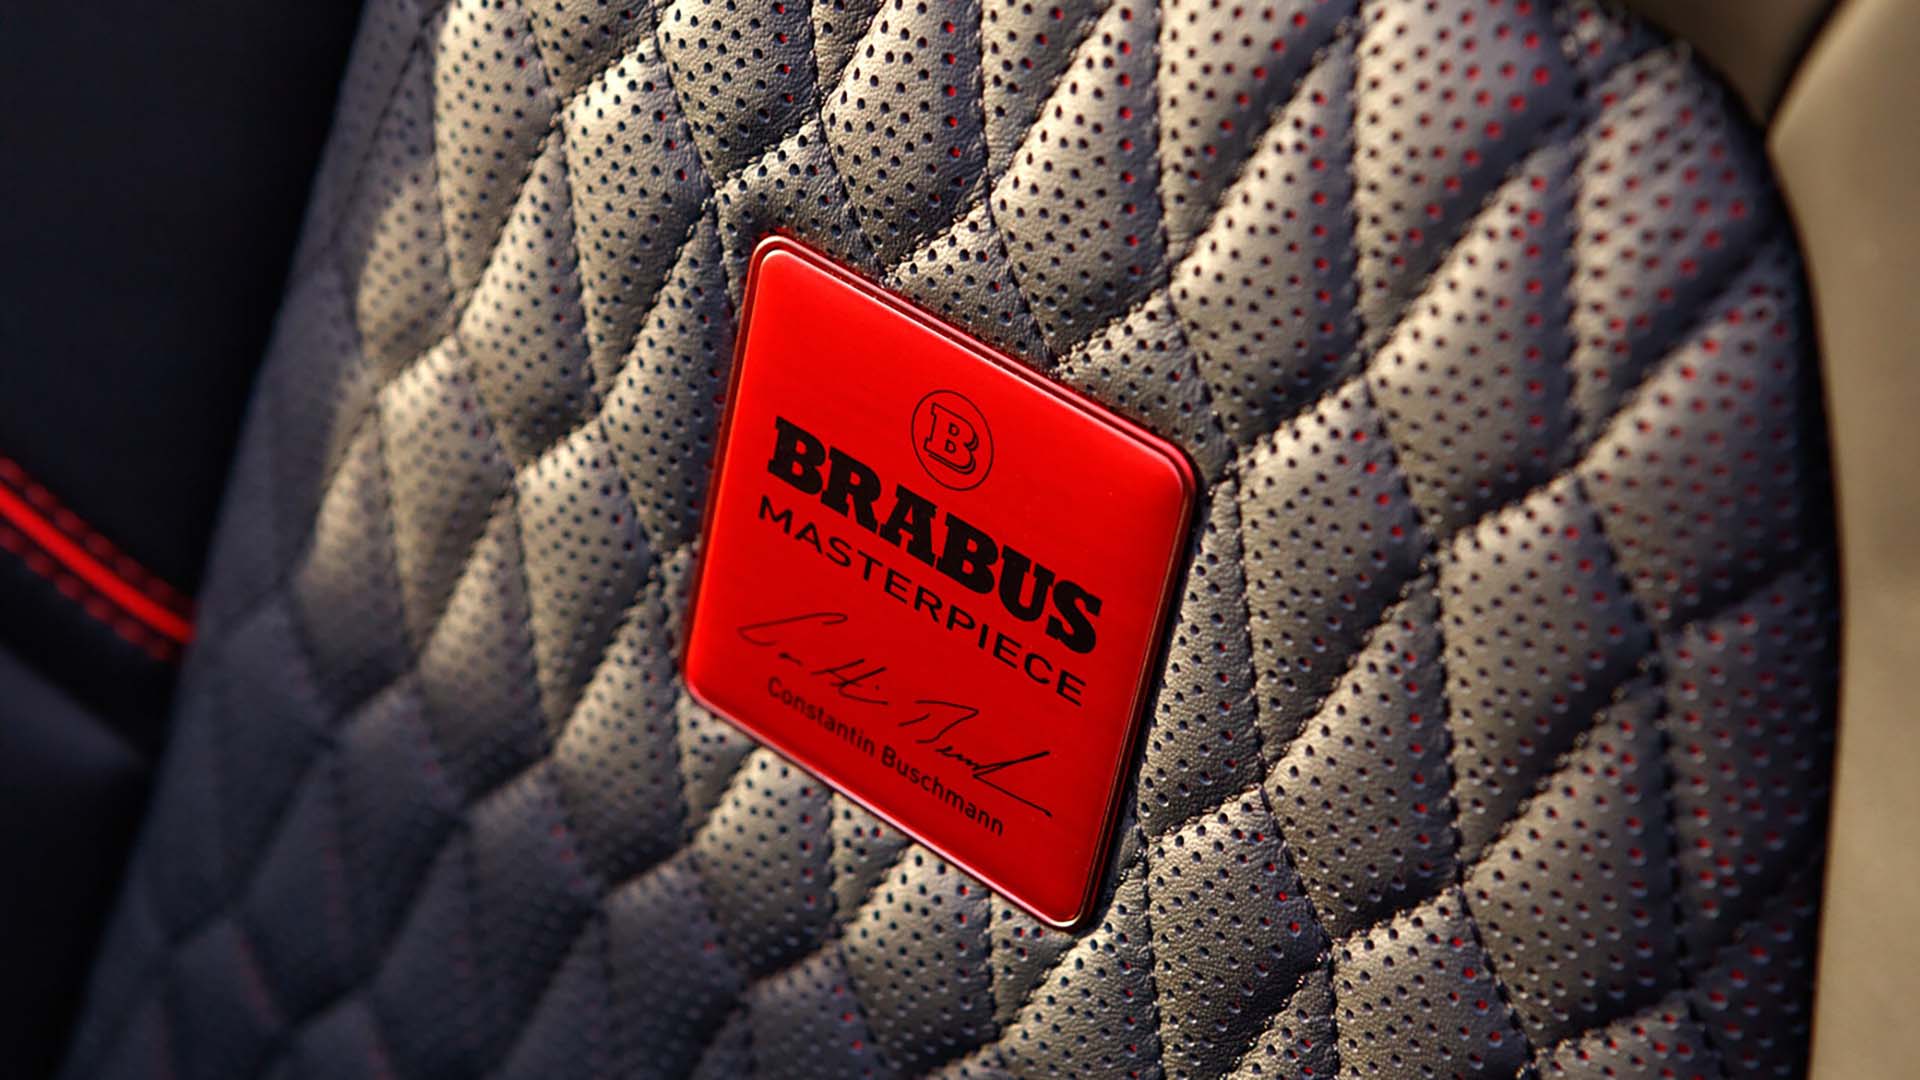 B
BRABUS
MASTERPIECE
Constantin Buschmann